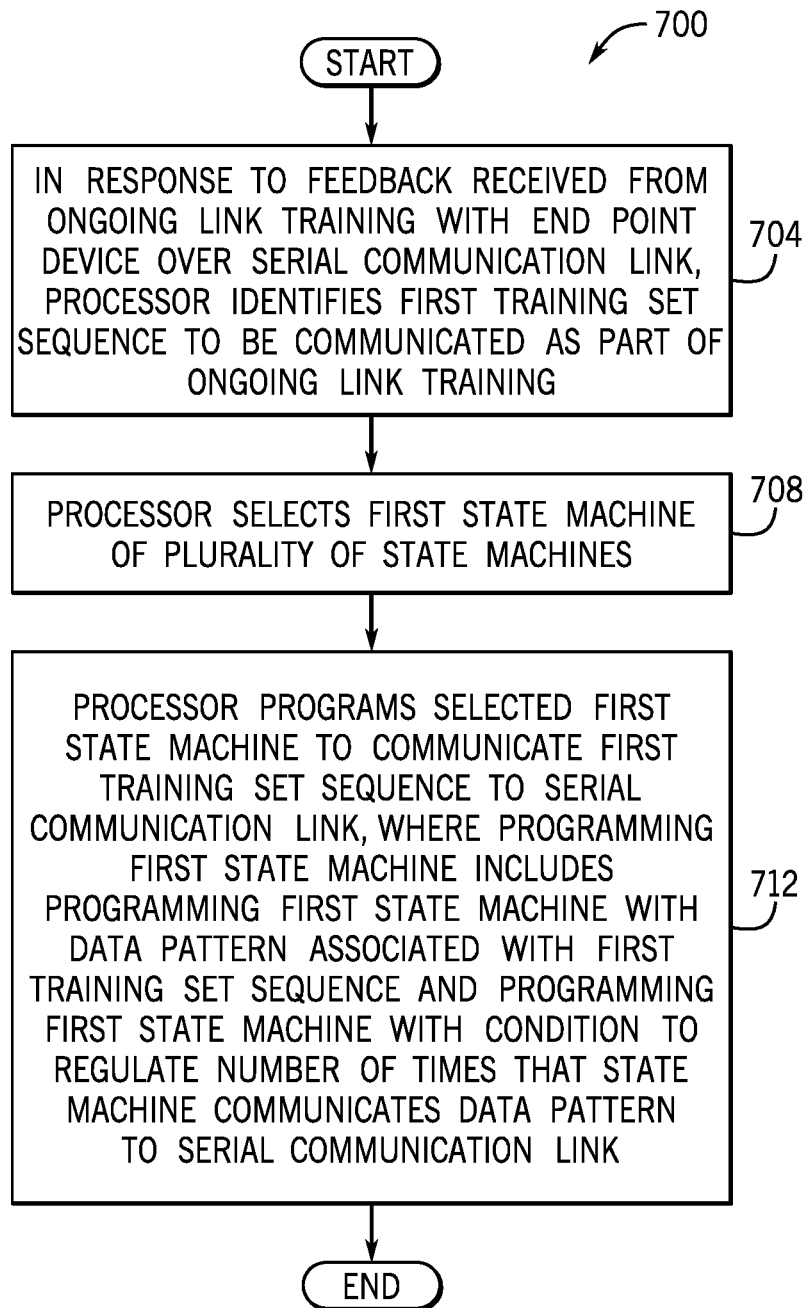 700
START
IN RESPONSE TO FEEDBACK RECEIVED FROM
ONGOING LINK TRAINING WITH END POINT
DEVICE OVER SERIAL COMMUNICATION LINK,
PROCESSOR IDENTIFIES FIRST TRAINING SET
SEQUENCE TO BE COMMUNICATED AS PART OF
ONGOING LINK TRAINING
704
PROCESSOR SELECTS FIRST STATE MACHINE
OF PLURALITY OF STATE MACHINES
708
PROCESSOR PROGRAMS SELECTED FIRST
STATE MACHINE TO COMMUNICATE FIRST
TRAINING SET SEQUENCE TO SERIAL
COMMUNICATION LINK, WHERE PROGRAMMING
FIRST STATE MACHINE INCLUDES
PROGRAMMING FIRST STATE MACHINE WITH
DATA PATTERN ASSOCIATED WITH FIRST
TRAINING SET SEQUENCE AND PROGRAMMING
FIRST STATE MACHINE WITH CONDITION TO
REGULATE NUMBER OF TIMES THAT STATE
MACHINE COMMUNICATES DATA PATTERN
TO SERIAL COMMUNICATION LINK
712
END